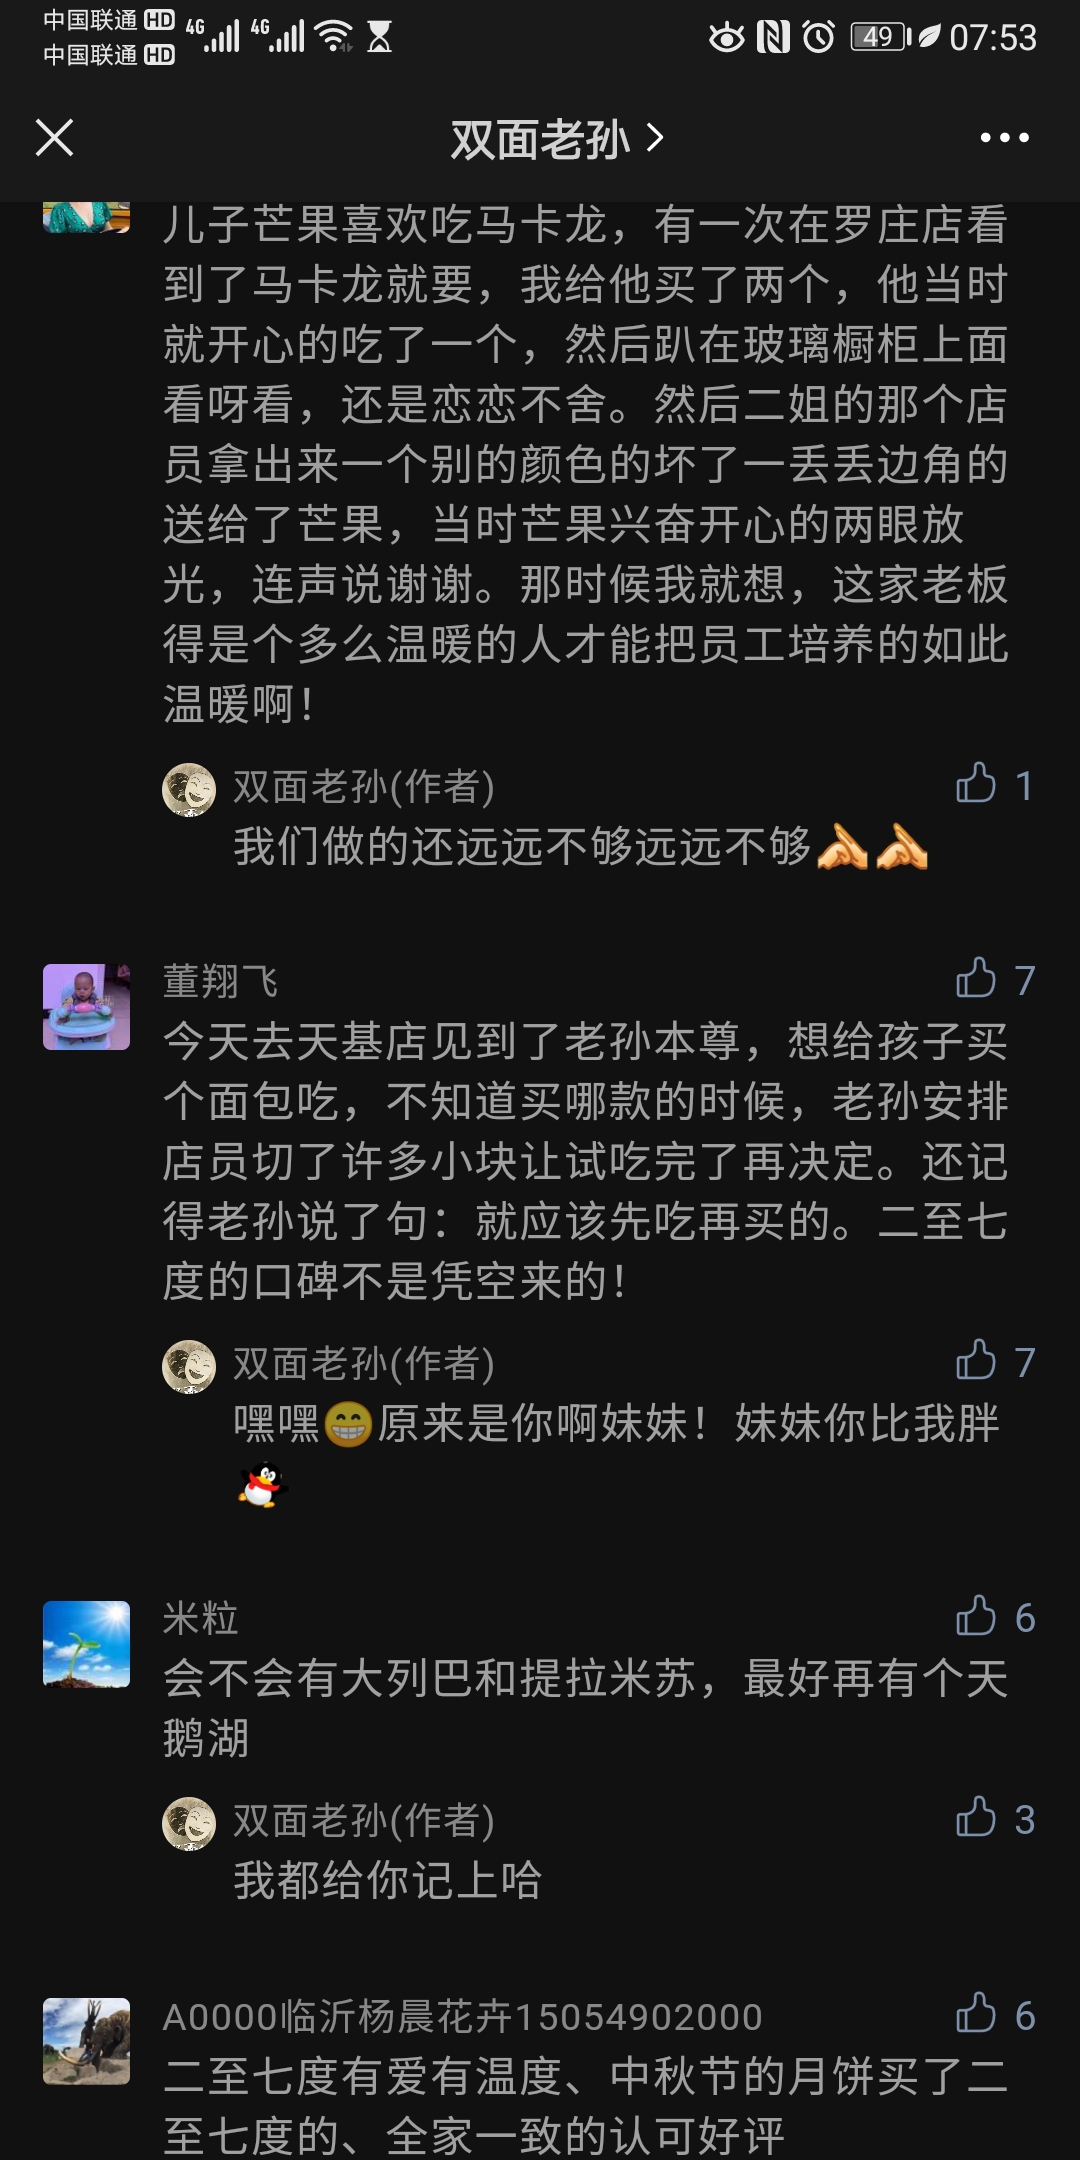 中国联通 HD 4G 4G 49 07:53
中国联通 HD
双面老孙
儿子芒果喜欢吃马卡龙，有一次在罗庄店看
到了马卡龙就要，我给他买了两个，他当时
就开心的吃了一个，然后趴在玻璃橱柜上面
看呀看，还是恋恋不舍。然后二姐的那个店
员拿出来一个别的颜色的坏了一丢丢边角的
送给了芒果，当时芒果兴奋开心的两眼放
光，连声说谢谢。那时候我就想，这家老板
得是个多么温暖的人才能把员工培养的如此
温暖啊！
双面老孙(作者) 1
我们做的还远远不够远远不够
董翔飞 7
今天去天基店见到了老孙本尊，想给孩子买
个面包吃，不知道买哪款的时候，老孙安排
店员切了许多小块让试吃完了再决定。还记
得老孙说了句：就应该先吃再买的。二至七
度的口碑不是凭空来的！
双面老孙(作者) 7
嘿嘿😁原来是你啊妹妹！妹妹你比我胖
米粒 6
会不会有大列巴和提拉米苏，最好再有个天
鹅湖
双面老孙(作者) 3
我都给你记上哈
A0000临沂杨晨花卉15054902000 6
二至七度有爱有温度、中秋节的月饼买了二
至七度的、全家一致的认可好评